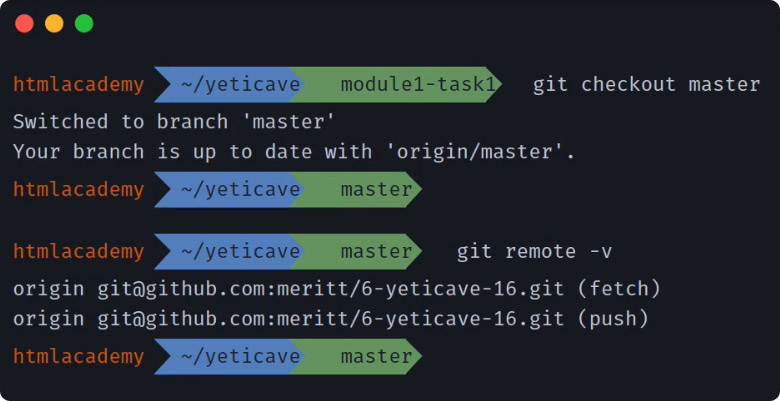 htmlacademy ~/yeticave module1-task1 git checkout master
Switched to branch 'master'
Your branch is up to date with 'origin/master'.
htmlacademy ~/yeticave master
htmlacademy ~/yeticave master git remote -v
origin git@github.com:meritt/6-yeticave-16.git (fetch)
origin git@github.com:meritt/6-yeticave-16.git (push)
htmlacademy ~/yeticave master